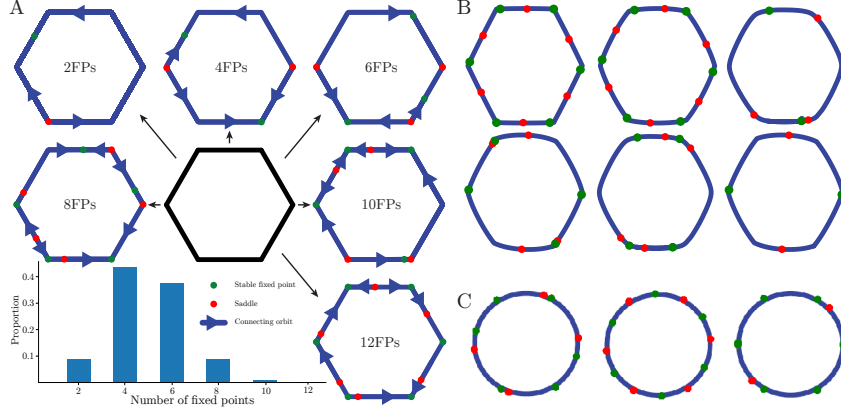 A
B
2FPs
4FPs
6FPs
8FPs
10FPs
12FPs
C
0.4
0.3
0.2
0.1
Proportion
2
4
6
8
10
12
Number of fixed points
Stable fixed point
Saddle
Connecting orbit